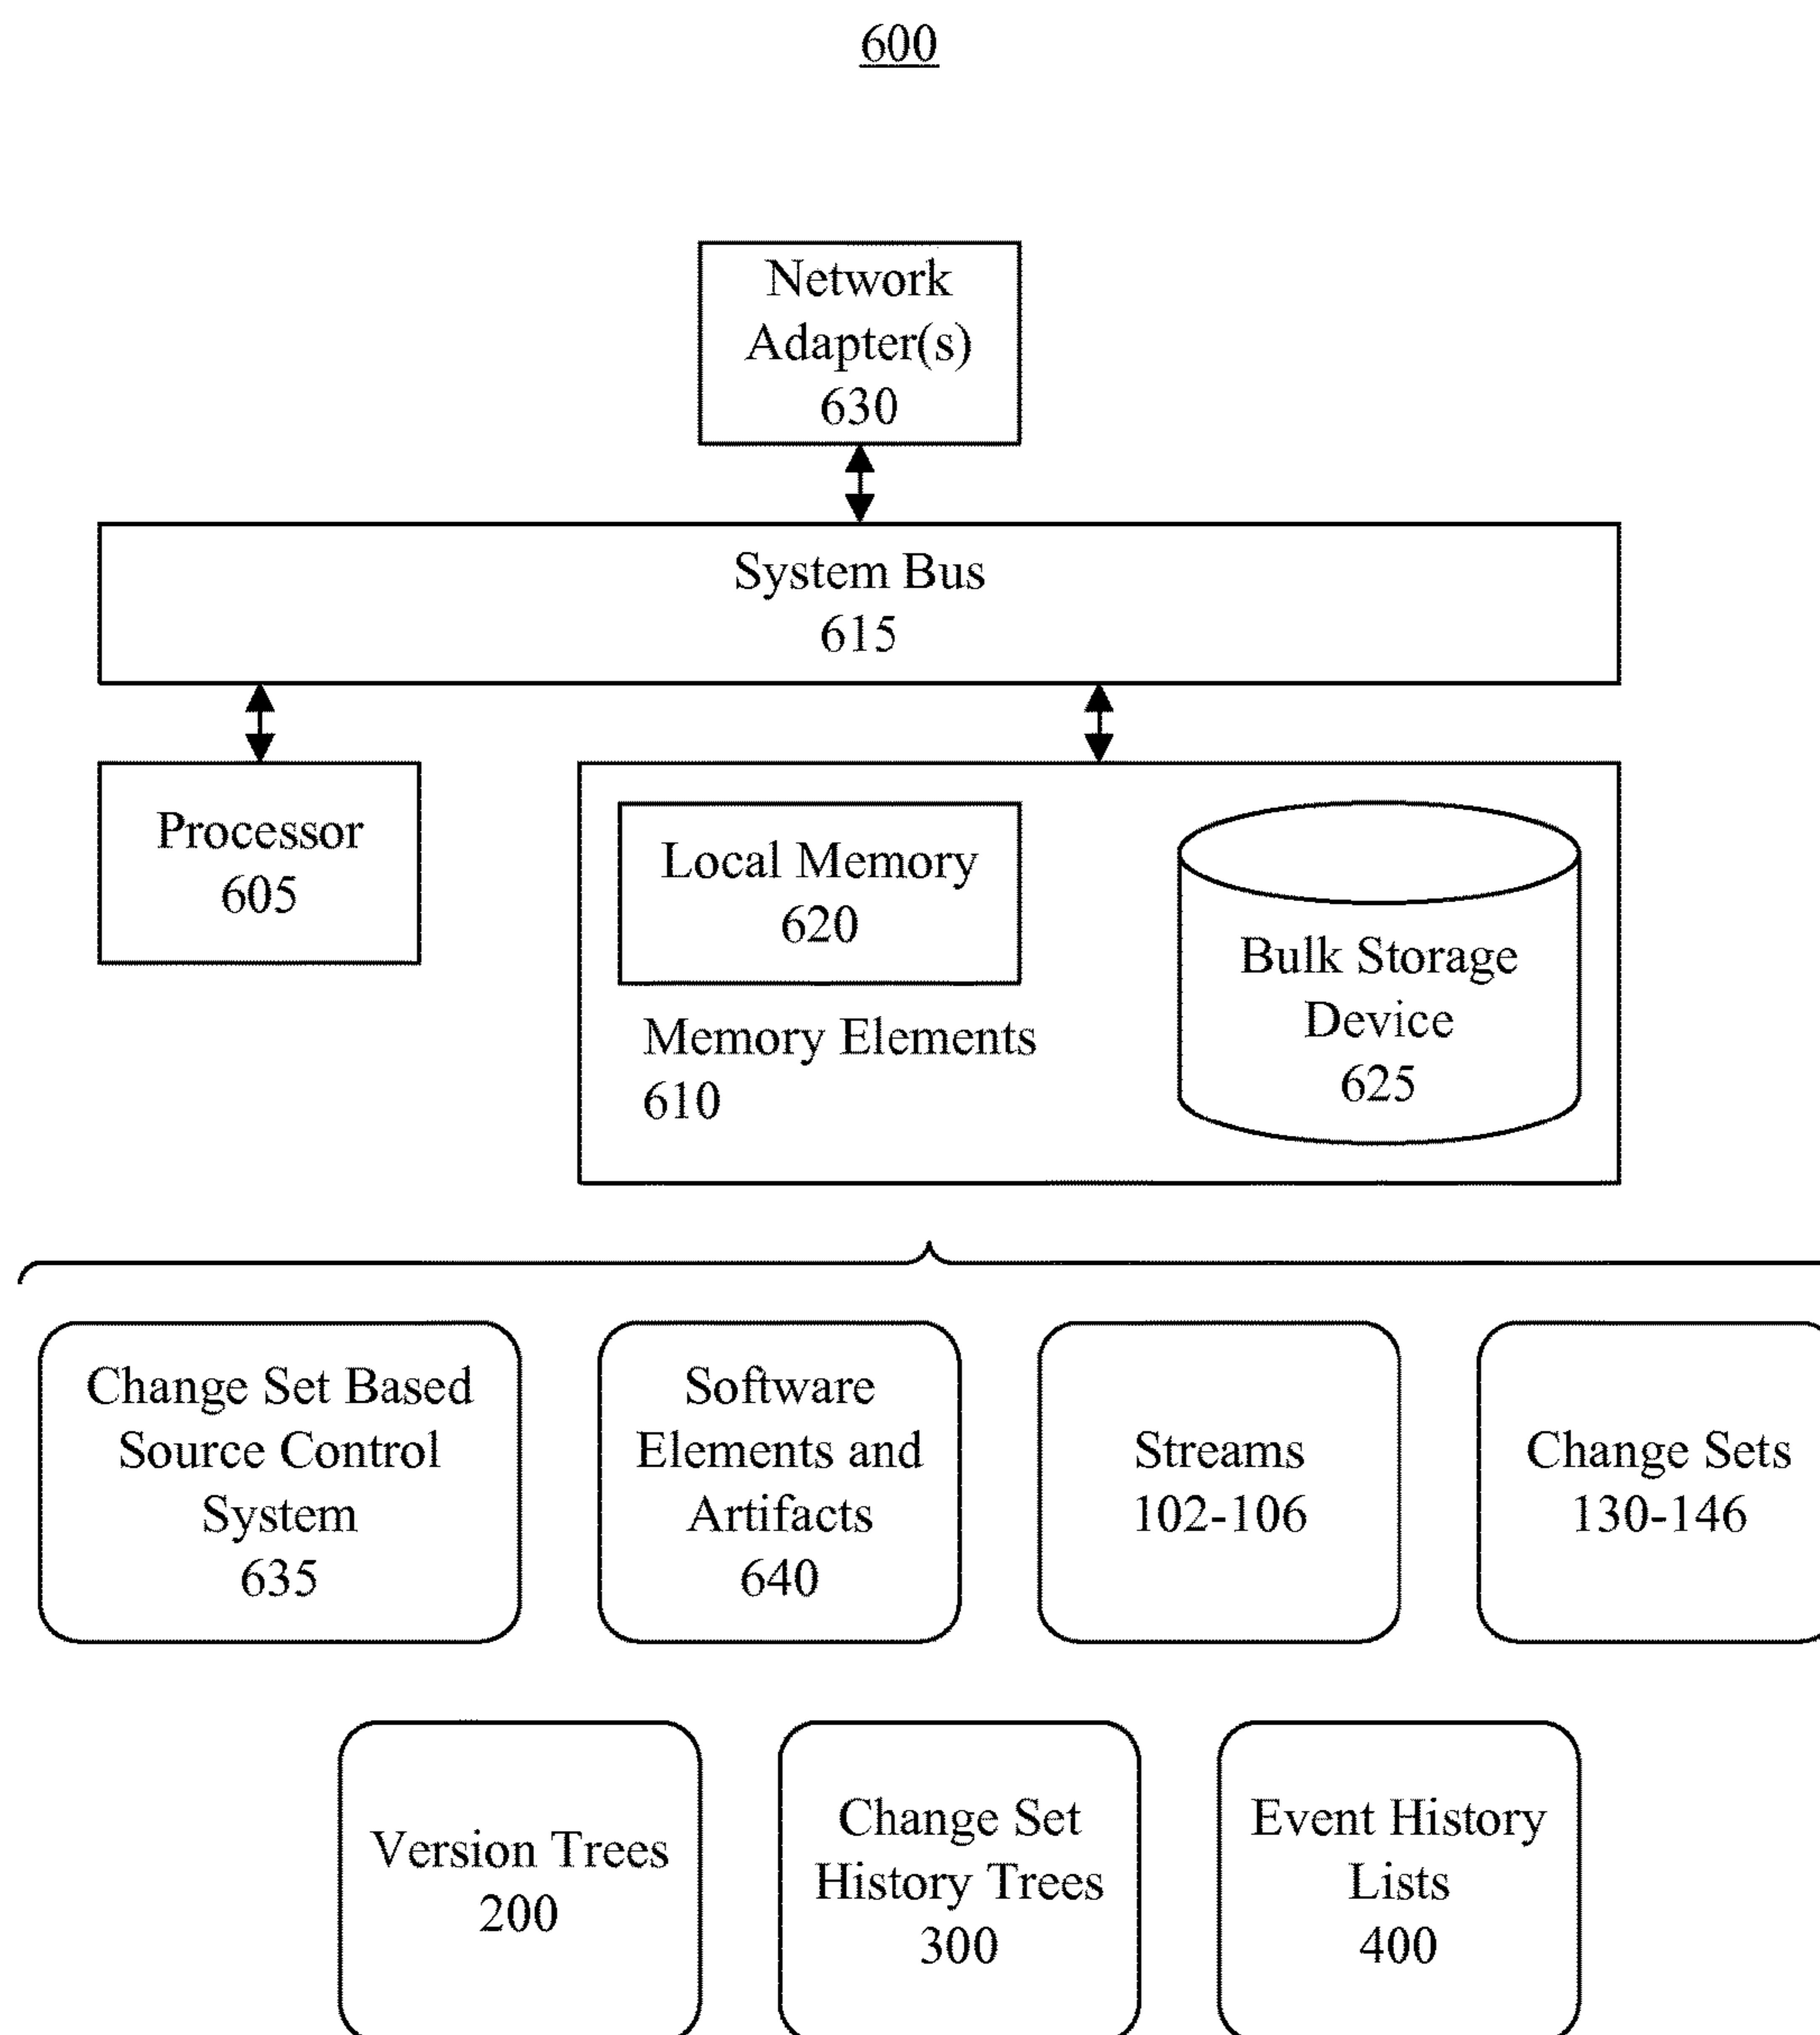 600
Network
Adapter(s)
630
System Bus
615
Processor
605
Local Memory
620
Memory Elements
610
Bulk Storage
Device
625
Change Set Based
Source Control
System
635
Software
Elements and
Artifacts
640
Streams
102-106
Change Sets
130-146
Version Trees
200
Change Set
History Trees
300
Event History
Lists
400